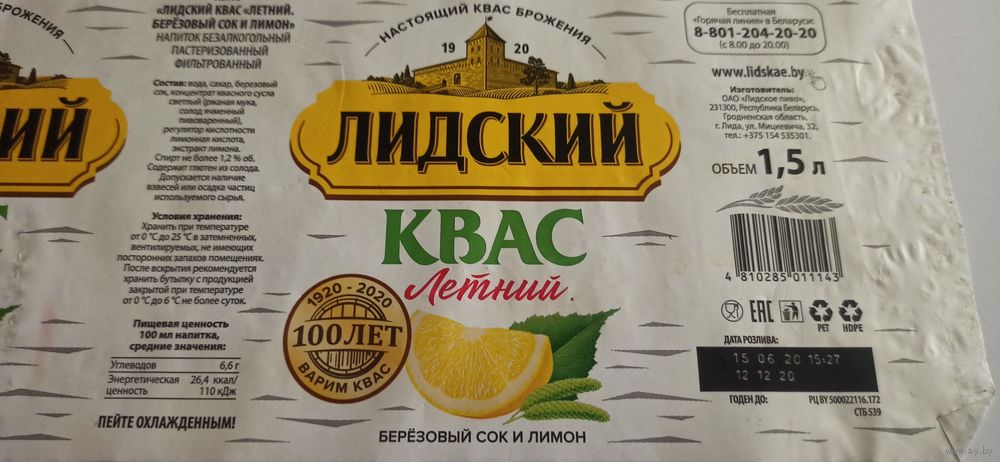 «ЛИДСКИЙ КВАС «ЛЕТНИЙ.
БЕРЁЗОВЫЙ СОК И ЛИМОН»
НАПИТОК БЕЗАЛКОГОЛЬНЫЙ
ПАСТЕРИЗОВАННЫЙ
ФИЛЬТРОВАННЫЙ
Состав: вода, сахар, березовый
сок, концентрат квасного сусла
светлый (ржаная мука,
солод ячменный
пивоваренный),
регулятор кислотности
лимонная кислота,
экстракт лимона.
Спирт не более 1,2 % об.
Содержит глютен из солода.
Допускается наличие
взвесей или осадка частиц
используемого сырья.
Условия хранения:
Хранить при температуре
от 0 °С до 25 °С в затемненных,
вентилируемых, не имеющих
посторонних запахов помещениях.
После вскрытия рекомендуется
хранить бутылку с продукцией
закрытой при температуре
от 0 °С до 6 °С не более суток.
Пищевая ценность
100 мл напитка,
средние значения:
Углеводов 6,6 г
Энергетическая 26,4 ккал/
ценность 110 кДж
ПЕЙТЕ ОХЛАЖДЕННЫМ!
ИЙ
НАСТОЯЩИЙ КВАС БРОЖЕНИЯ
19 20
ЛИДСКИЙ
КВАС
Летний
1920 - 2020
100 ЛЕТ
ВАРИМ КВАС
БЕРЁЗОВЫЙ СОК И ЛИМОН
Бесплатная
«Горячая линия» в Беларуси:
8-801-204-20-20
(с 8.00 до 20.00)
www.lidskae.by
Изготовитель:
ОАО «Лидское пиво»,
231300, Республика Беларусь,
Гродненская область,
г. Лида, ул. Мицкевича, 32,
тел.: +375 154 535301.
ОБЪЕМ 1,5 л
4 810285 011143
EAC
PET HDPE
ДАТА РОЗЛИВА:
15 06 20 15:27
12 12 20
ГОДЕН ДО: РЦ BY 500022116.172
СТБ 539
www.ay.by